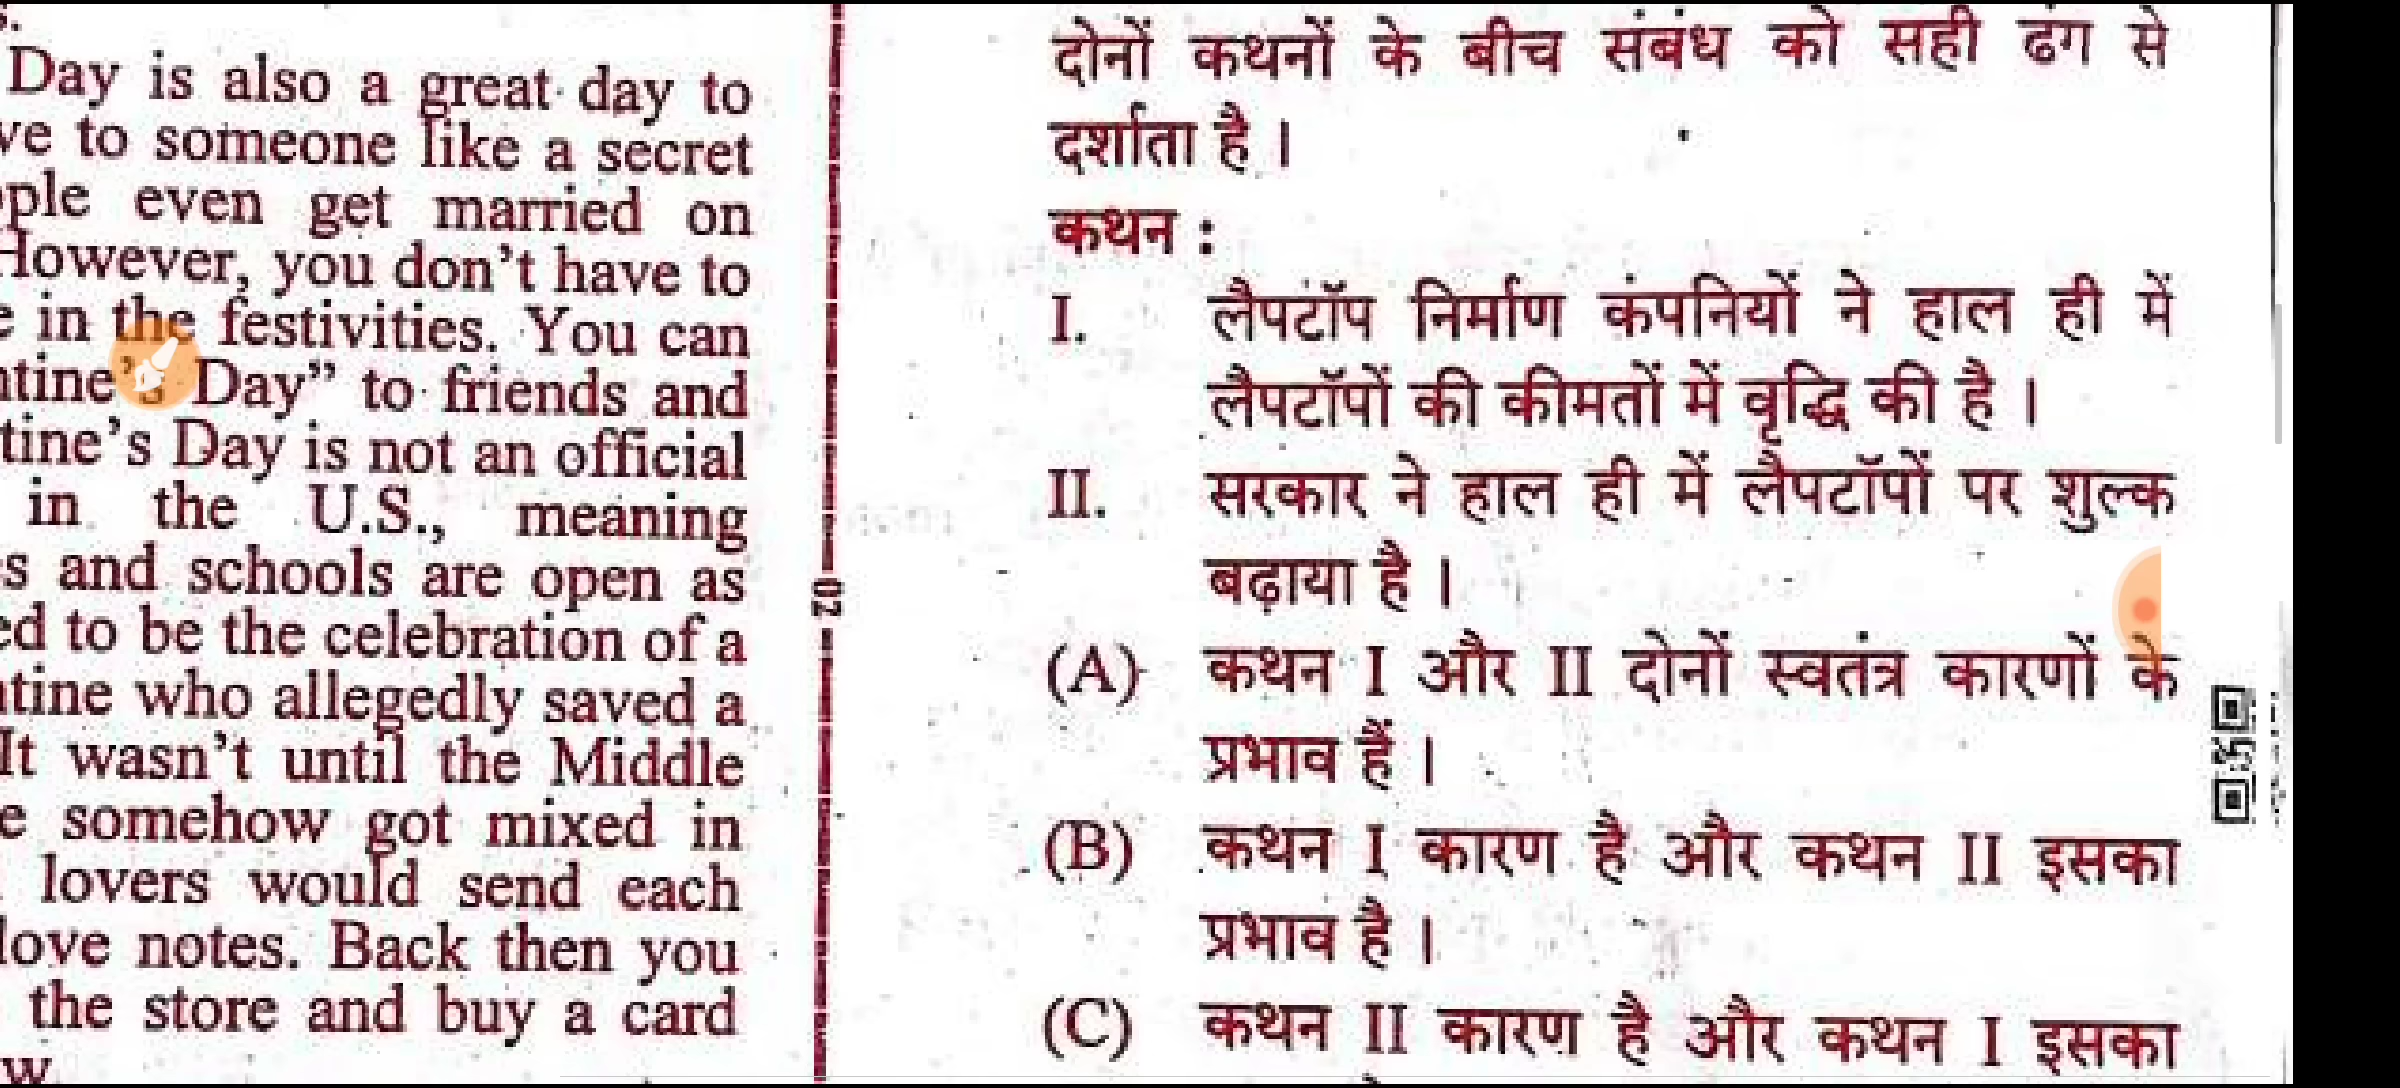 Day is also a great day to
ve to someone like a secret
ple even get married on
However, you don't have to
e in the festivities. You can
ntine's Day" to friends and
tine's Day is not an official
in the U.S., meaning
s and schools are open as
ed to be the celebration of a
ntine who allegedly saved a
It wasn't until the Middle
e somehow got mixed in
lovers would send each
love notes. Back then you
the store and buy a card
w.
02
दोनों कथनों के बीच संबंध को सही ढंग से
दर्शाता है ।
कथन :
I. लैपटॉप निर्माण कंपनियों ने हाल ही में
लैपटॉपों की कीमतों में वृद्धि की है ।
II. सरकार ने हाल ही में लैपटॉपों पर शुल्क
बढ़ाया है ।
(A) कथन I और II दोनों स्वतंत्र कारणों के
प्रभाव हैं ।
(B) कथन I कारण है और कथन II इसका
प्रभाव है ।
(C) कथन II कारण है और कथन I इसका